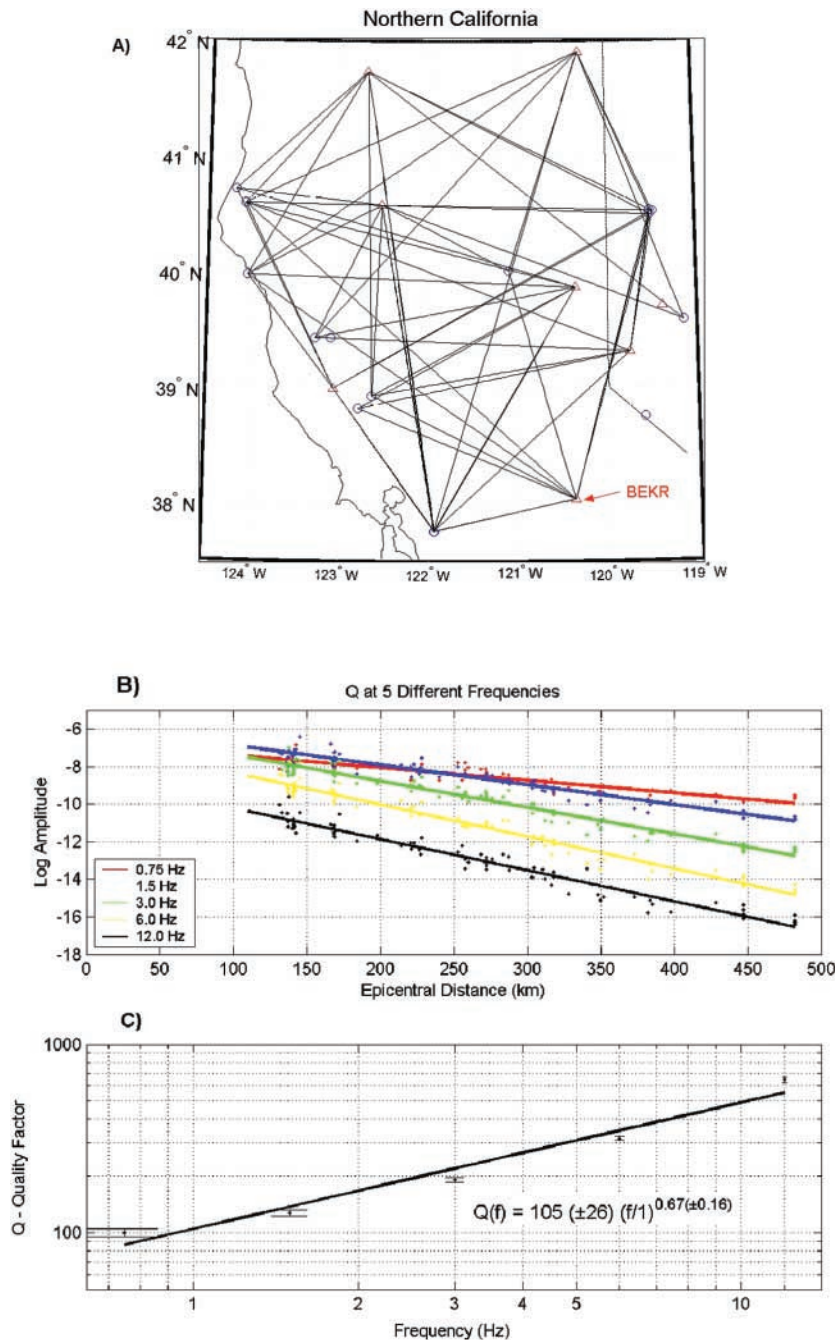 Northern California
A)
42° N
41° N
40° N
39° N
38° N
BEKR
124° W
123° W
122° W
121° W
120° W
119° W
B)
Q at 5 Different Frequencies
-6
-8
-10
-12
-14
-16
-18
Log Amplitude
0.75 Hz
1.5 Hz
3.0 Hz
6.0 Hz
12.0 Hz
0 50 100 150 200 250 300 350 400 450 500
Epicentral Distance (km)
C)
1000
100
Q - Quality Factor
Q(f) = 105 (±26) (f/1)^0.67(±0.16)
1 2 3 4 5 10
Frequency (Hz)